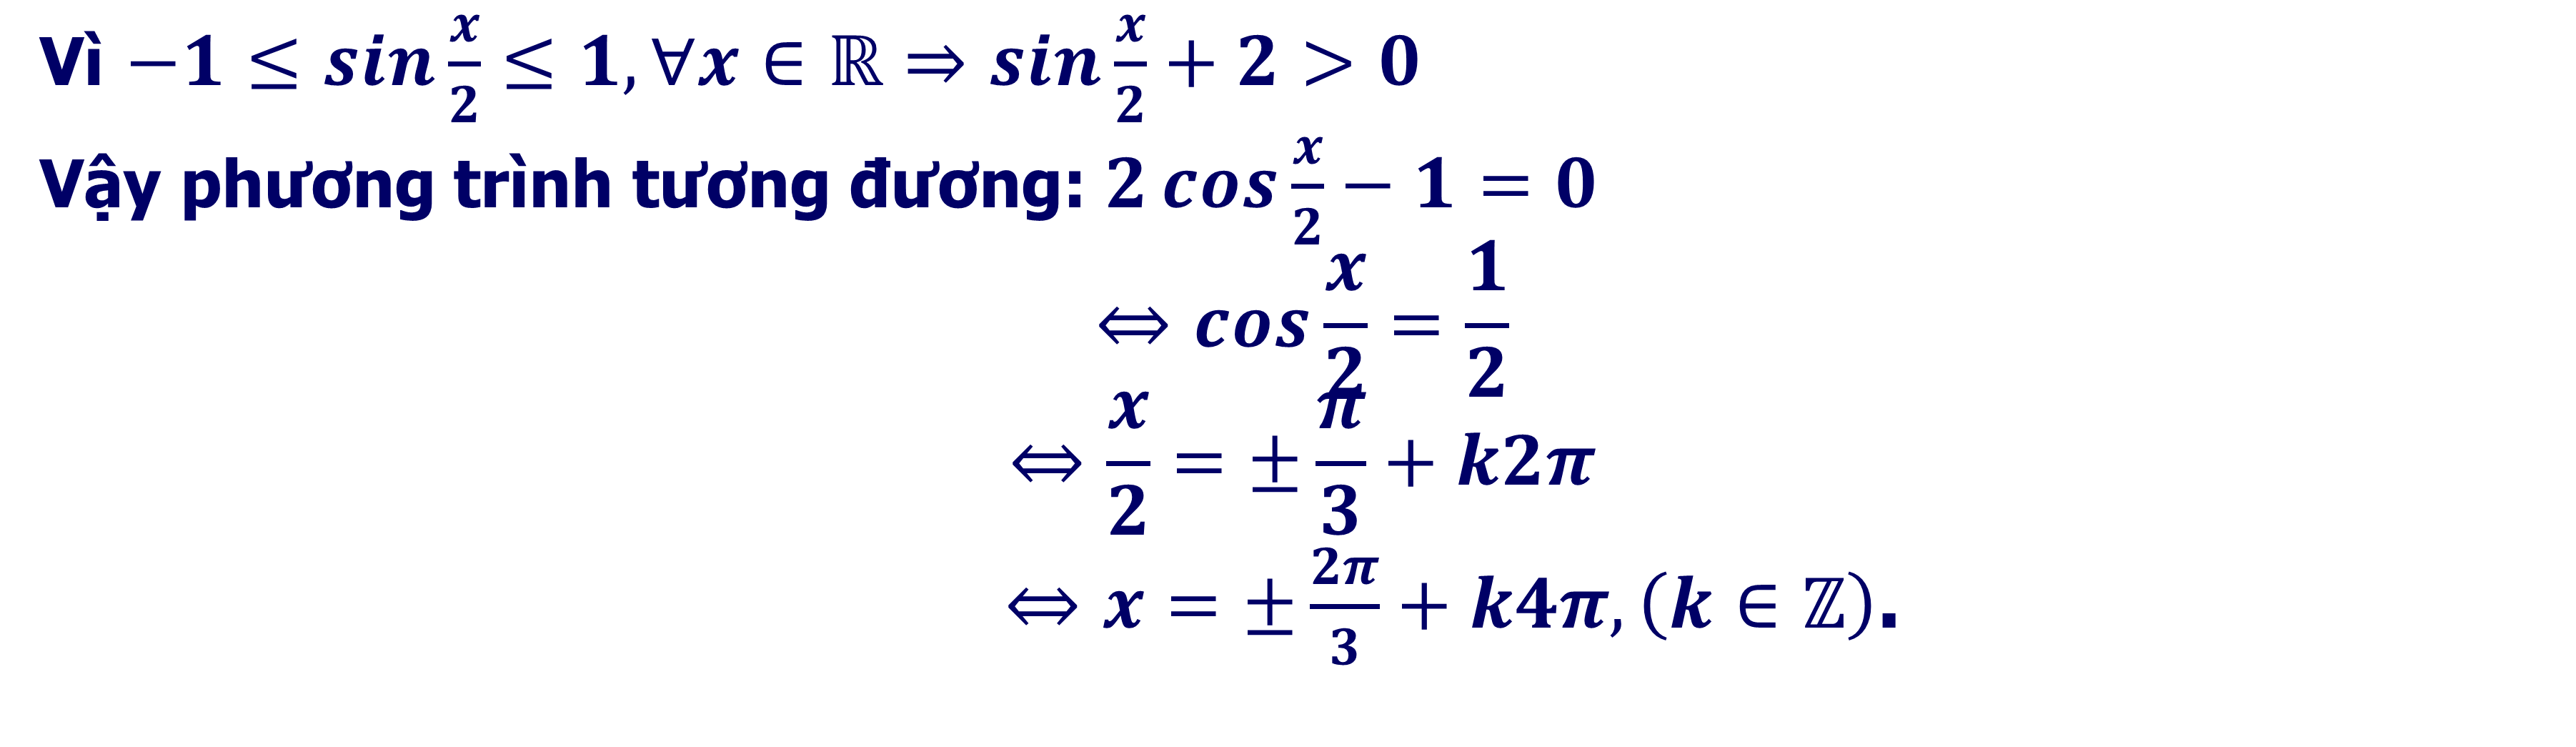 Vì −1 ≤ sin x/2 ≤ 1, ∀x ∈ ℝ ⇒ sin x/2 + 2 > 0
Vậy phương trình tương đương: 2 cos x/2 − 1 = 0
⇔ cos x/2 = 1/2
⇔ x/2 = ± π/3 + k2π
⇔ x = ± 2π/3 + k4π, (k ∈ ℤ).